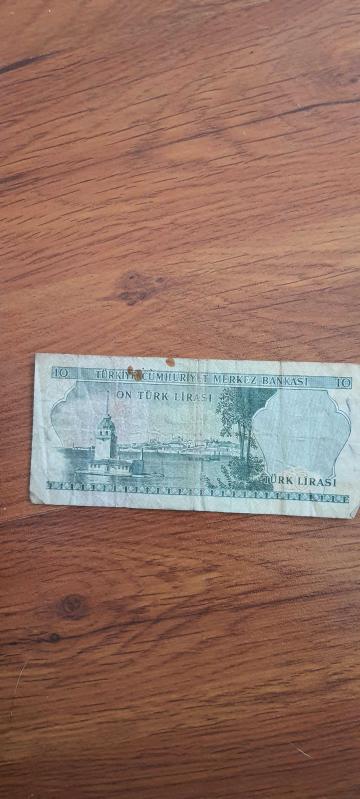 10 TÜRKİYE CUMHURİYET MERKEZ BANKASI 10
ON TÜRK LİRASI
TÜRK LİRASI